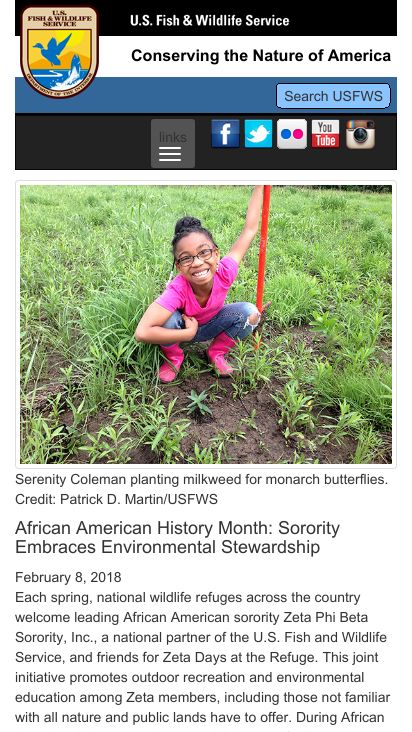 U.S.
FISH & WILDLIFE
SERVICE
DEPARTMENT OF THE INTERIOR
U.S. Fish & Wildlife Service
Conserving the Nature of America
Search USFWS
links
You
Tube
Serenity Coleman planting milkweed for monarch butterflies.
Credit: Patrick D. Martin/USFWS
African American History Month: Sorority
Embraces Environmental Stewardship
February 8, 2018
Each spring, national wildlife refuges across the country
welcome leading African American sorority Zeta Phi Beta
Sorority, Inc., a national partner of the U.S. Fish and Wildlife
Service, and friends for Zeta Days at the Refuge. This joint
initiative promotes outdoor recreation and environmental
education among Zeta members, including those not familiar
with all nature and public lands have to offer. During African